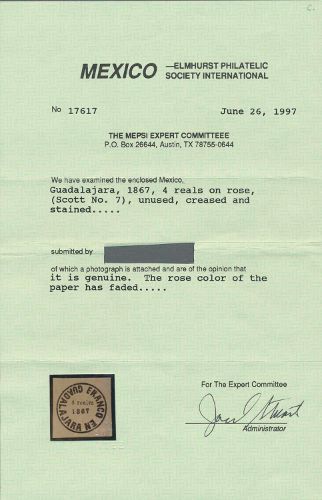 MEXICO —ELMHURST PHILATELIC
SOCIETY INTERNATIONAL
No 17617 June 26, 1997
THE MEPSI EXPERT COMMITTEEE
P.O. Box 26644, Austin, TX 78755-0644
We have examined the enclosed Mexico,
Guadalajara, 1867, 4 reals on rose,
(Scott No. 7), unused, creased and
stained.....
submitted by
of which a photograph is attached and are of the opinion that
it is genuine. The rose color of the
paper has faded.....
FRANCO EN GUADALAJARA
4 reales
1867
For The Expert Committee
Administrator